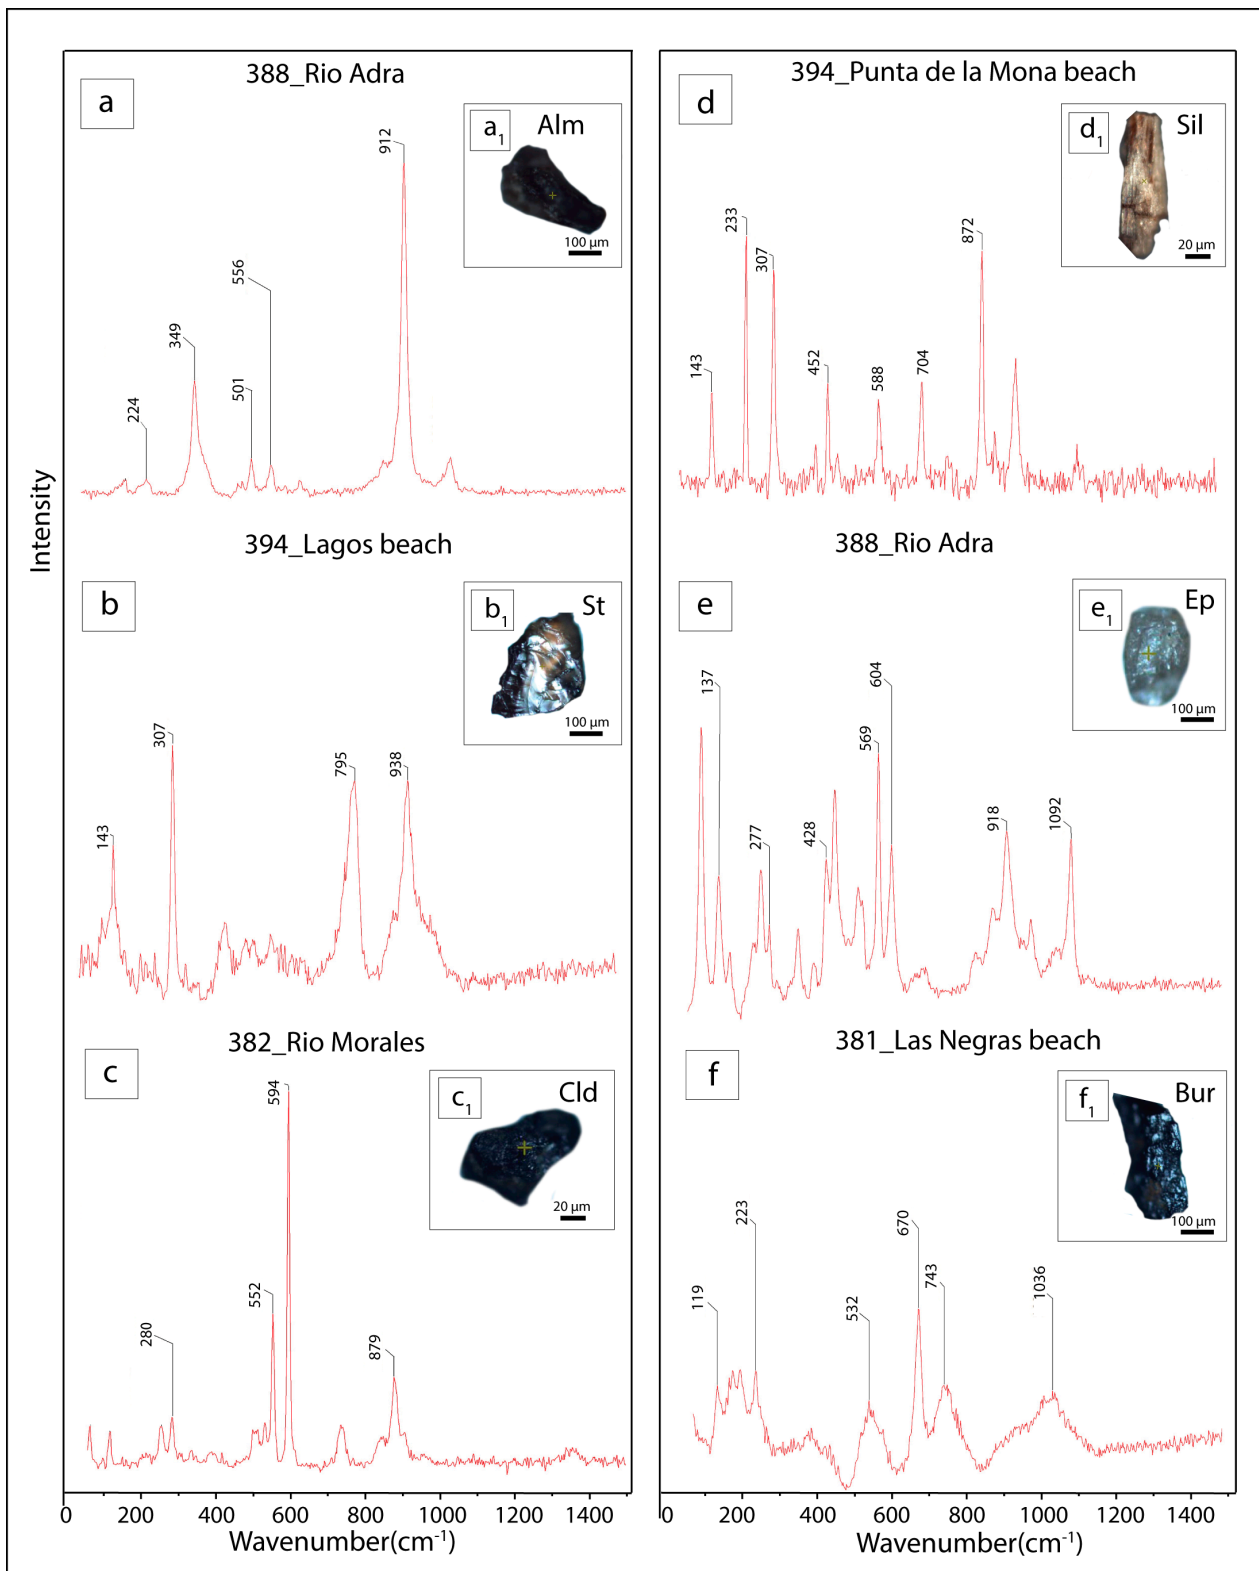 Intensity
388_Rio Adra
a
a1
Alm
100 µm
224
349
501
556
912
394_Lagos beach
b
b1
St
100 µm
143
307
795
938
382_Rio Morales
c
c1
Cld
20 µm
280
552
594
879
0 200 400 600 800 1000 1200 1400
Wavenumber(cm-1)
394_Punta de la Mona beach
d
d1
Sil
20 µm
143
233
307
452
588
704
872
388_Rio Adra
e
e1
Ep
100 µm
137
277
428
569
604
918
1092
381_Las Negras beach
f
f1
Bur
100 µm
119
223
532
670
743
1036
0 200 400 600 800 1000 1200 1400
Wavenumber(cm-1)